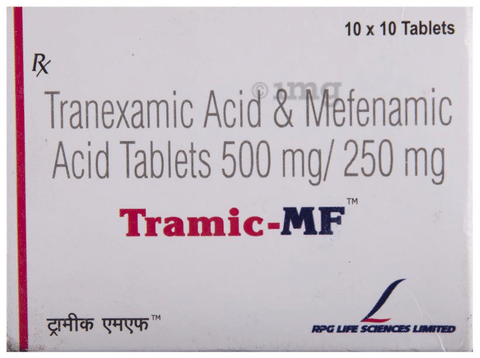 10 x 10 Tablets
Rx
©1mg
Tranexamic Acid & Mefenamic
Acid Tablets 500 mg/ 250 mg
Tramic-MF™
ट्रामीक एमएफ™
RPG LIFE SCIENCES LIMITED